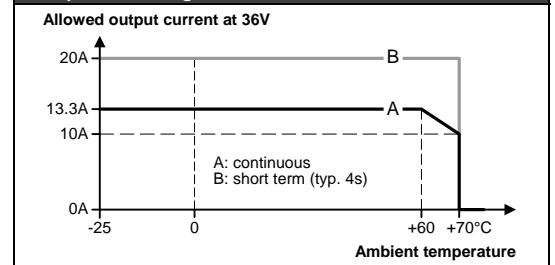 Allowed output current at 36V
20A
B
13.3A
A
10A
A: continuous
B: short term (typ. 4s)
0A
-25
0
+60
+70°C
Ambient temperature